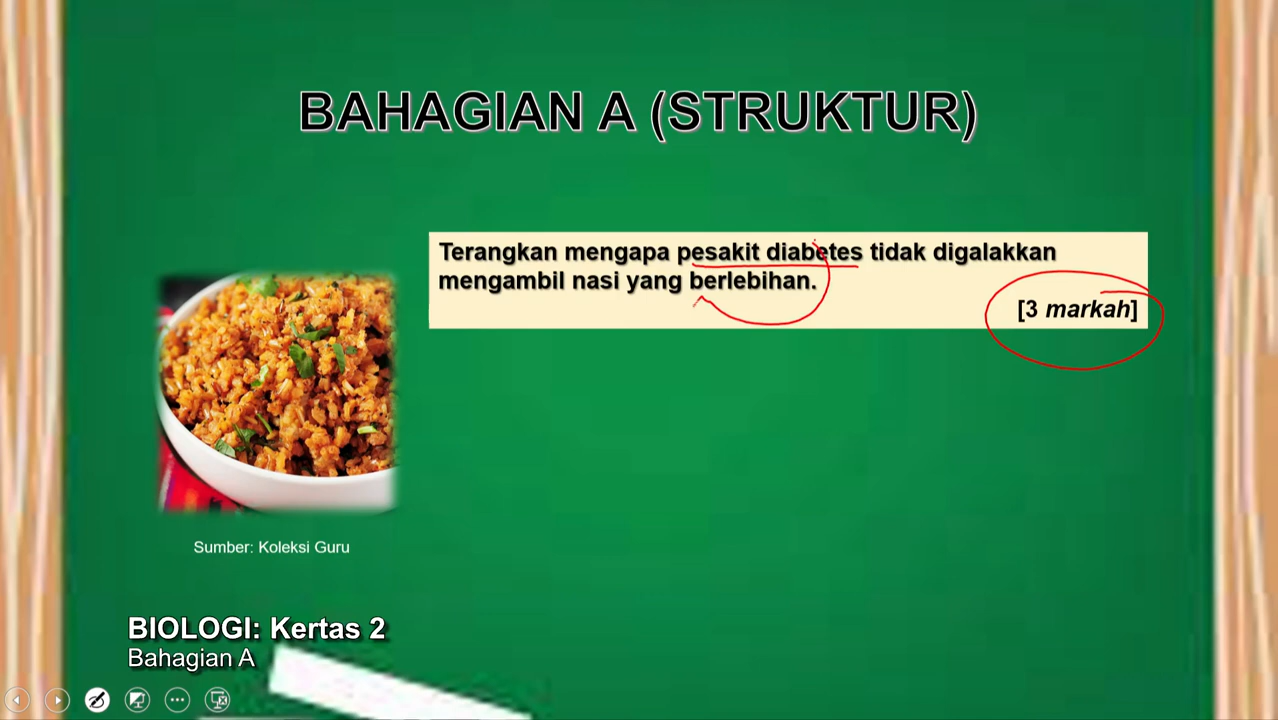 BAHAGIAN A (STRUKTUR)
Terangkan mengapa pesakit diabetes tidak digalakkan
mengambil nasi yang berlebihan.
[3 markah]
Sumber: Koleksi Guru
BIOLOGI: Kertas 2
Bahagian A